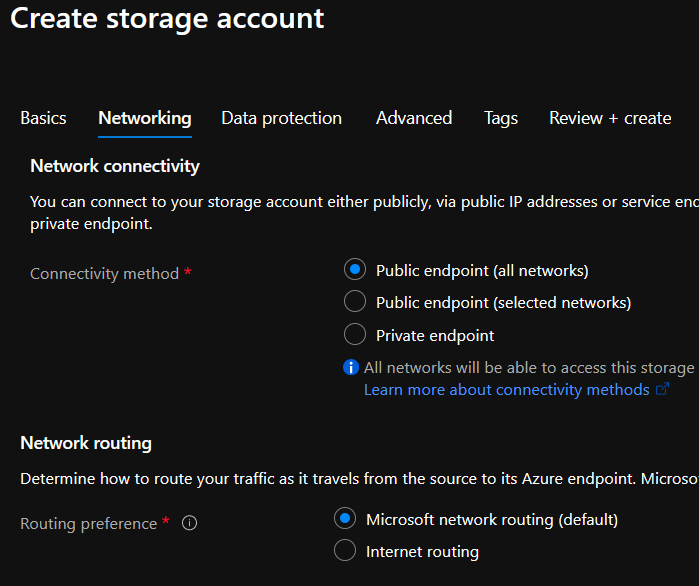 Create storage account
Basics Networking Data protection Advanced Tags Review + create
Network connectivity
You can connect to your storage account either publicly, via public IP addresses or service
private endpoint.
Connectivity method *
Public endpoint (all networks)
Public endpoint (selected networks)
Private endpoint
All networks will be able to access this storage
Learn more about connectivity methods
Network routing
Determine how to route your traffic as it travels from the source to its Azure endpoint.
Routing preference *
Microsoft network routing (default)
Internet routing